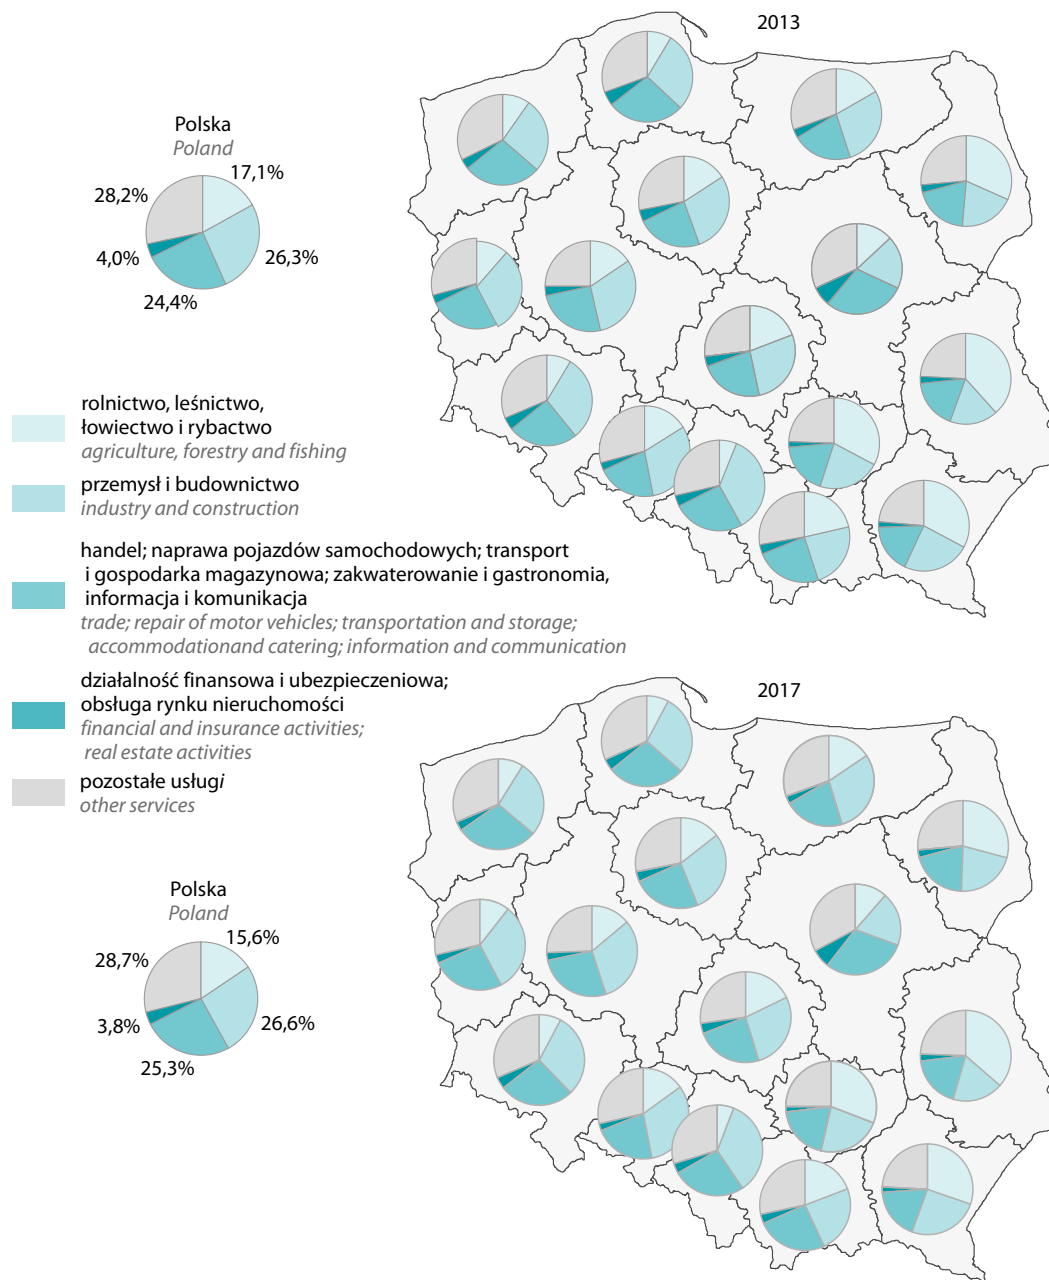 2013
Polska
Poland
17,1%
28,2%
4,0%
26,3%
24,4%
rolnictwo, leśnictwo,
łowiectwo i rybactwo
agriculture, forestry and fishing
przemysł i budownictwo
industry and construction
handel; naprawa pojazdów samochodowych; transport
i gospodarka magazynowa; zakwaterowanie i gastronomia,
informacja i komunikacja
trade; repair of motor vehicles; transportation and storage;
accommodationand catering; information and communication
działalność finansowa i ubezpieczeniowa;
obsługa rynku nieruchomości
financial and insurance activities;
real estate activities
pozostałe usługi
other services
2017
Polska
Poland
15,6%
28,7%
3,8%
26,6%
25,3%